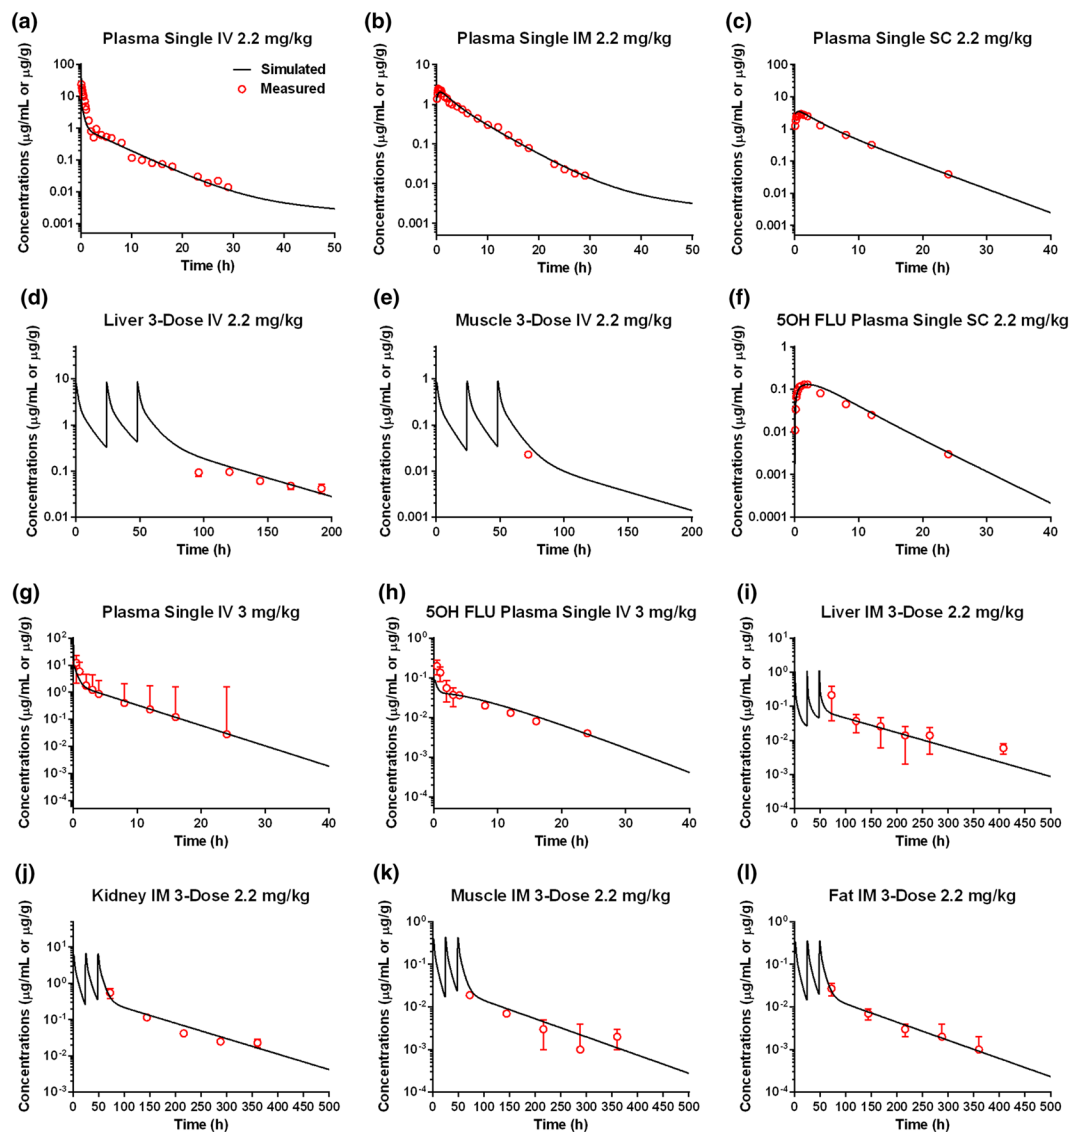 (a)
Plasma Single IV 2.2 mg/kg
Concentrations (μg/mL or μg/g)
100
10
1
0.1
0.01
0.001
Simulated
Measured
0 10 20 30 40 50
Time (h)
(b)
Plasma Single IM 2.2 mg/kg
Concentrations (μg/mL or μg/g)
10
1
0.1
0.01
0.001
0 10 20 30 40 50
Time (h)
(c)
Plasma Single SC 2.2 mg/kg
Concentrations (μg/mL or μg/g)
100
10
1
0.1
0.01
0.001
0 10 20 30 40
Time (h)
(d)
Liver 3-Dose IV 2.2 mg/kg
Concentrations (μg/mL or μg/g)
10
1
0.1
0.01
0 50 100 150 200
Time (h)
(e)
Muscle 3-Dose IV 2.2 mg/kg
Concentrations (μg/mL or μg/g)
1
0.1
0.01
0.001
0 50 100 150 200
Time (h)
(f)
5OH FLU Plasma Single SC 2.2 mg/kg
Concentrations (μg/mL or μg/g)
1
0.1
0.01
0.001
0.0001
0 10 20 30 40
Time (h)
(g)
Plasma Single IV 3 mg/kg
Concentrations (μg/mL or μg/g)
10²
10¹
10⁰
10⁻¹
10⁻²
10⁻³
10⁻⁴
0 10 20 30 40
Time (h)
(h)
5OH FLU Plasma Single IV 3 mg/kg
Concentrations (μg/mL or μg/g)
10⁰
10⁻¹
10⁻²
10⁻³
10⁻⁴
0 10 20 30 40
Time (h)
(i)
Liver IM 3-Dose 2.2 mg/kg
Concentrations (μg/mL or μg/g)
10¹
10⁰
10⁻¹
10⁻²
10⁻³
10⁻⁴
0 50 100 150 200 250 300 350 400 450 500
Time (h)
(j)
Kidney IM 3-Dose 2.2 mg/kg
Concentrations (μg/mL or μg/g)
10¹
10⁰
10⁻¹
10⁻²
10⁻³
0 50 100 150 200 250 300 350 400 450 500
Time (h)
(k)
Muscle IM 3-Dose 2.2 mg/kg
Concentrations (μg/mL or μg/g)
10⁰
10⁻¹
10⁻²
10⁻³
10⁻⁴
0 50 100 150 200 250 300 350 400 450 500
Time (h)
(l)
Fat IM 3-Dose 2.2 mg/kg
Concentrations (μg/mL or μg/g)
10⁰
10⁻¹
10⁻²
10⁻³
10⁻⁴
0 50 100 150 200 250 300 350 400 450 500
Time (h)